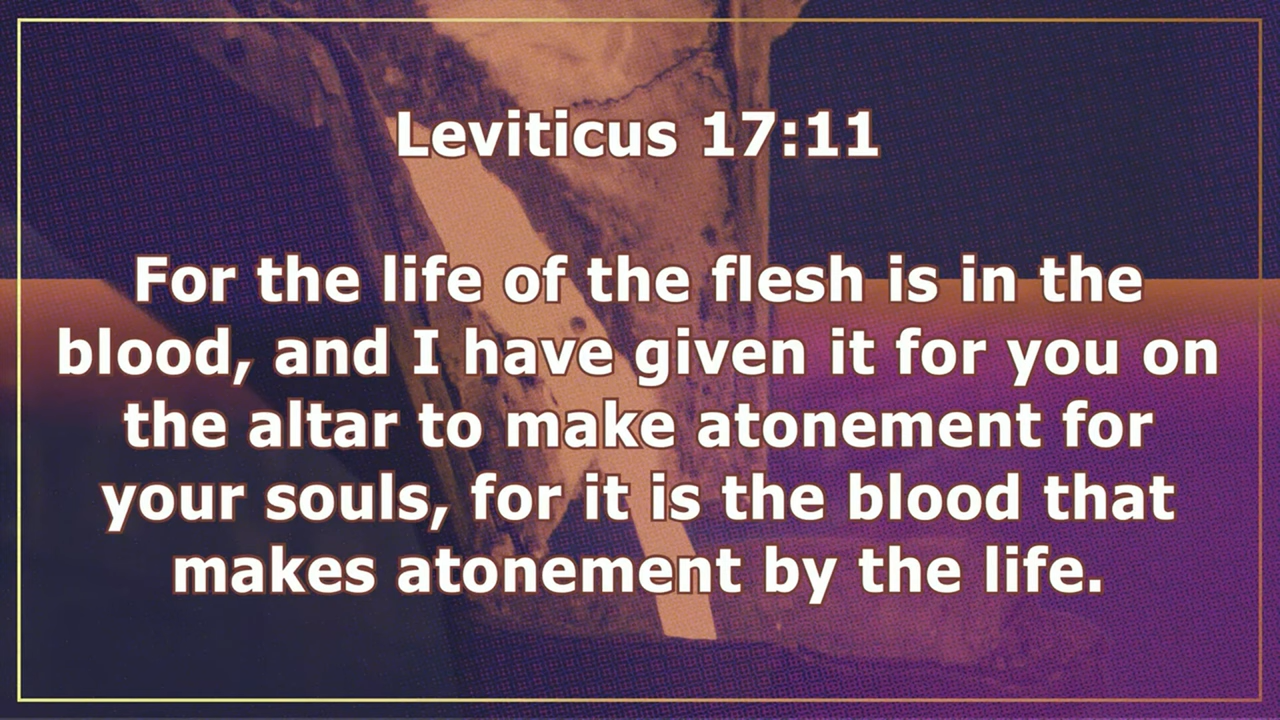 Leviticus 17:11
For the life of the flesh is in the
blood, and I have given it for you on
the altar to make atonement for
your souls, for it is the blood that
makes atonement by the life.